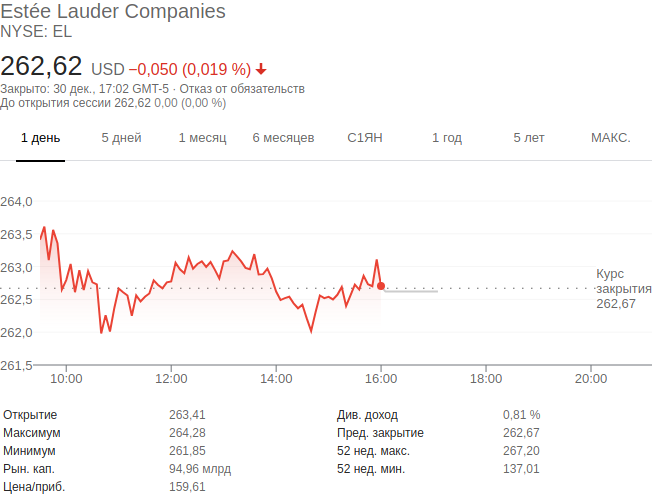 Estée Lauder Companies
NYSE: EL
262,62 USD −0,050 (0,019 %)
Закрыто: 30 дек., 17:02 GMT-5 · Отказ от обязательств
До открытия сессии 262,62 0,00 (0,00 %)
1 день 5 дней 1 месяц 6 месяцев С1ЯН 1 год 5 лет МАКС.
264,0
263,5
263,0
262,5
262,0
261,5
Курс
закрытия
262,67
10:00 12:00 14:00 16:00 18:00 20:00
Открытие 263,41 Див. доход 0,81 %
Максимум 264,28 Пред. закрытие 262,67
Минимум 261,85 52 нед. макс. 267,20
Рын. кап. 94,96 млрд 52 нед. мин. 137,01
Цена/приб. 159,61